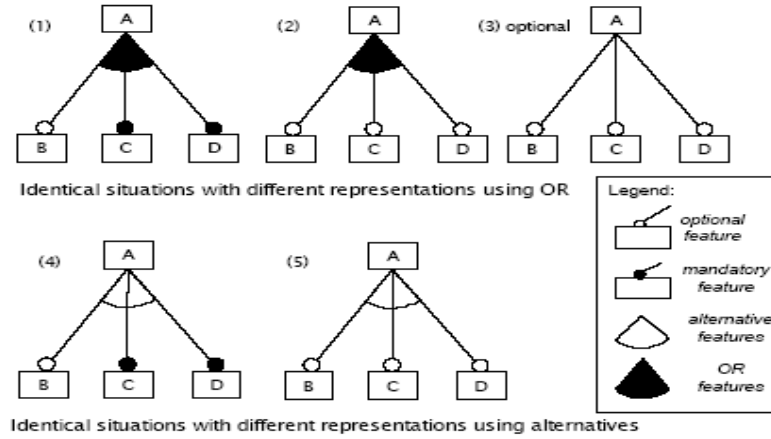 (1) A (2) A (3) optional A
B C D B C D B C D
Identical situations with different representations using OR
Legend:
optional
feature
mandatory
feature
alternative
features
OR
features
(4) A (5) A
B C D B C D
Identical situations with different representations using alternatives